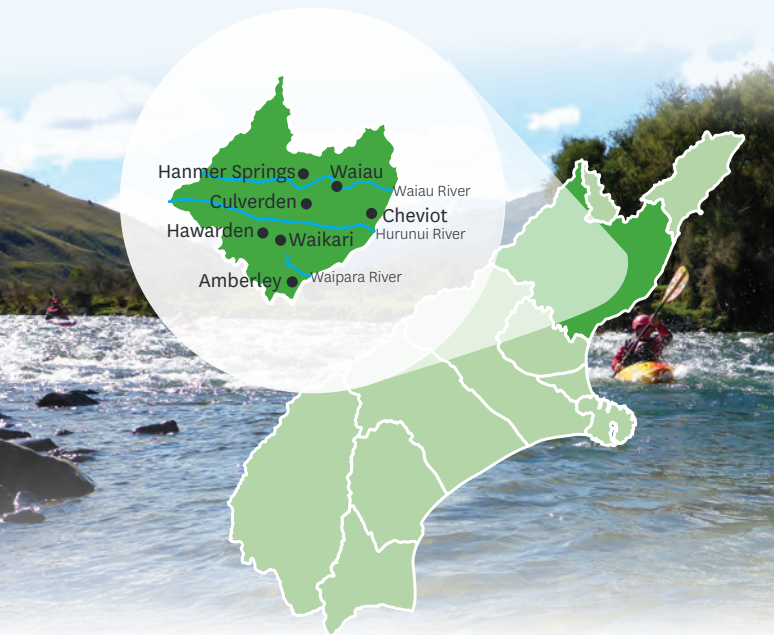 Hanmer Springs
Waiau
Waiau River
Culverden
Cheviot
Hawarden
Waikari
Hurunui River
Amberley
Waipara River